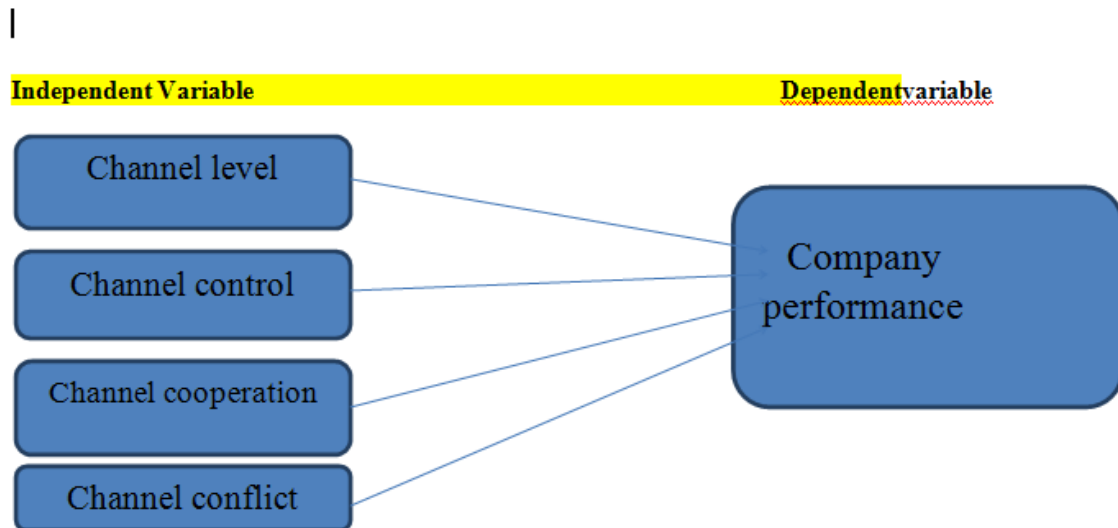 Independent Variable Dependentvariable
Channel level
Channel control
Channel cooperation
Channel conflict
Company
performance